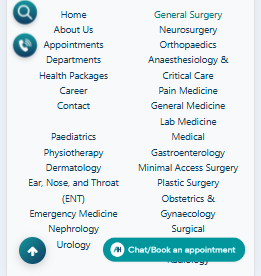 Home
About Us
Appointments
Departments
Health Packages
Career
Contact
Paediatrics
Physiotherapy
Dermatology
Ear, Nose, and Throat
(ENT)
Emergency Medicine
Nephrology
Urology
General Surgery
Neurosurgery
Orthopaedics
Anaesthesiology &
Critical Care
Pain Medicine
General Medicine
Lab Medicine
Medical
Gastroenterology
Minimal Access Surgery
Plastic Surgery
Obstetrics &
Gynaecology
Surgical
Chat/Book an appointment